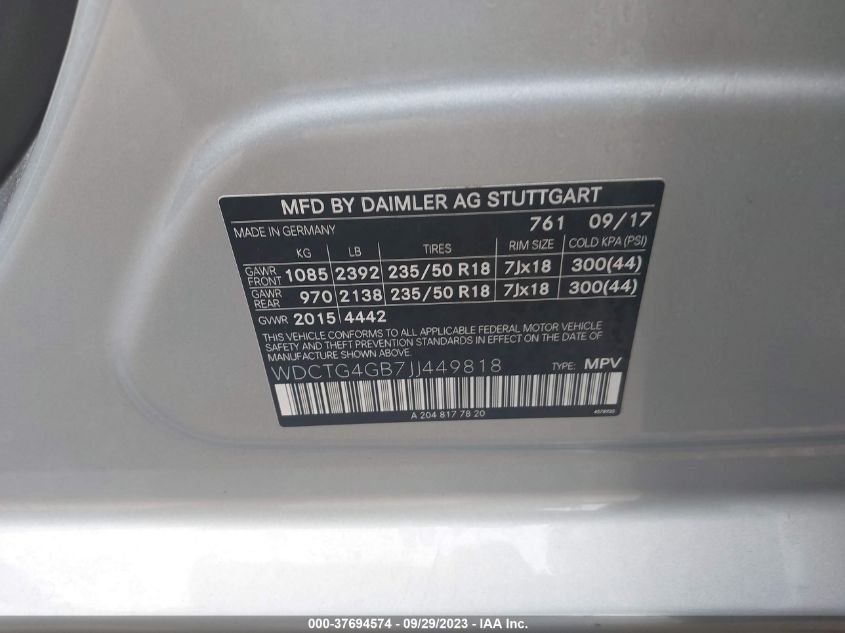 MFD BY DAIMLER AG STUTTGART
MADE IN GERMANY 761 09/17
KG LB TIRES RIM SIZE COLD KPA (PSI)
GAWR FRONT 1085 2392 235/50 R18 7Jx18 300(44)
GAWR REAR 970 2138 235/50 R18 7Jx18 300(44)
GVWR 2015 4442
THIS VEHICLE CONFORMS TO ALL APPLICABLE FEDERAL MOTOR VEHICLE
SAFETY AND THEFT PREVENTION STANDARDS IN EFFECT ON THE DATE OF
MANUFACTURE SHOWN ABOVE.
WDCTG4GB7JJ449818 TYPE: MPV
A 204 817 78 20
000-37694574 - 09/29/2023 - IAA Inc.